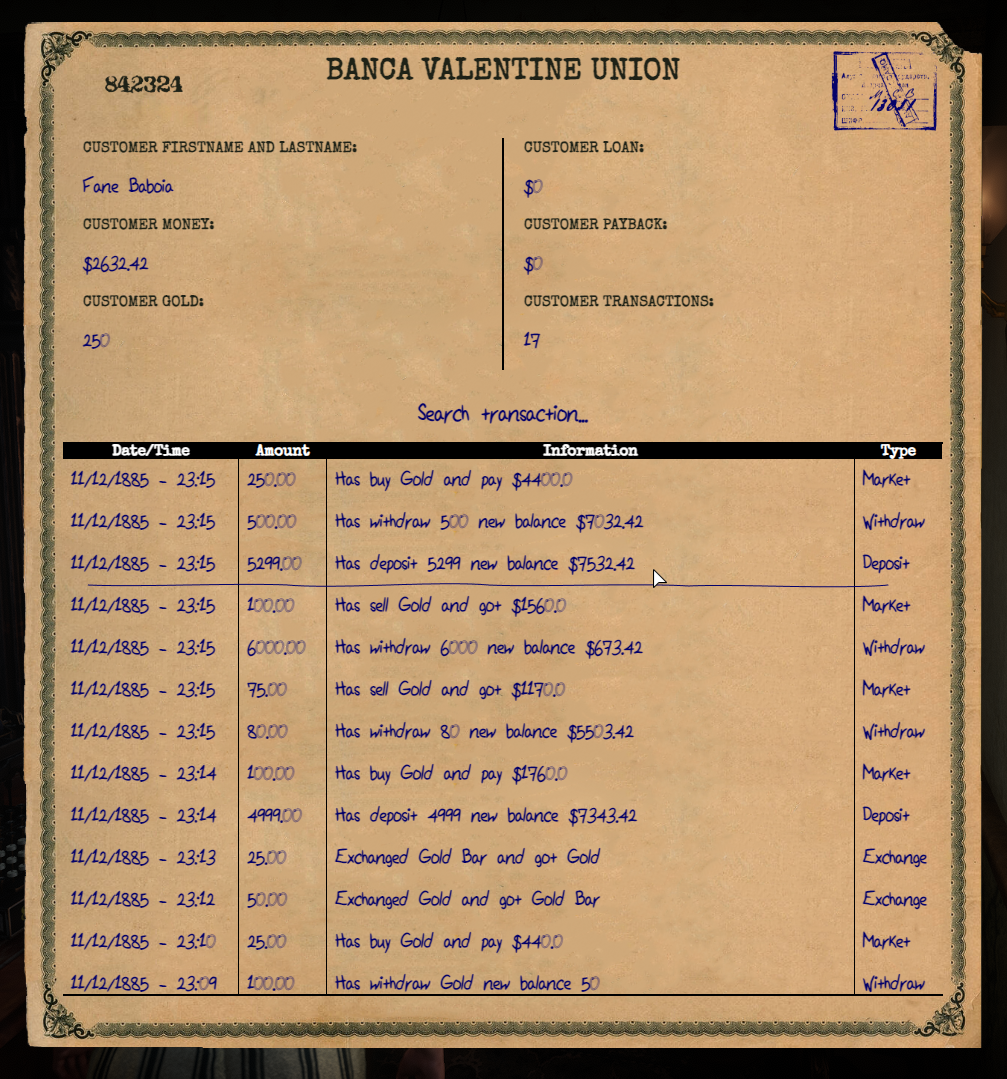 842324
BANCA VALENTINE UNION
CUSTOMER FIRSTNAME AND LASTNAME:
Fane Baboia
CUSTOMER MONEY:
$2632.42
CUSTOMER GOLD:
250
CUSTOMER LOAN:
$0
CUSTOMER PAYBACK:
$0
CUSTOMER TRANSACTIONS:
17
Search transaction...
Date/Time Amount Information Type
11/12/1885 - 23:15 250.00 Has buy Gold and pay $4400.0 Market
11/12/1885 - 23:15 500.00 Has withdraw 500 new balance $7032.42 Withdraw
11/12/1885 - 23:15 5299.00 Has deposit 5299 new balance $7532.42 Deposit
11/12/1885 - 23:15 100.00 Has sell Gold and got $1560.0 Market
11/12/1885 - 23:15 6000.00 Has withdraw 6000 new balance $673.42 Withdraw
11/12/1885 - 23:15 75.00 Has sell Gold and got $1170.0 Market
11/12/1885 - 23:15 80.00 Has withdraw 80 new balance $5503.42 Withdraw
11/12/1885 - 23:14 100.00 Has buy Gold and pay $1760.0 Market
11/12/1885 - 23:14 4999.00 Has deposit 4999 new balance $7343.42 Deposit
11/12/1885 - 23:13 25.00 Exchanged Gold Bar and got Gold Exchange
11/12/1885 - 23:12 50.00 Exchanged Gold and got Gold Bar Exchange
11/12/1885 - 23:10 25.00 Has buy Gold and pay $440.0 Market
11/12/1885 - 23:09 100.00 Has withdraw Gold new balance 50 Withdraw